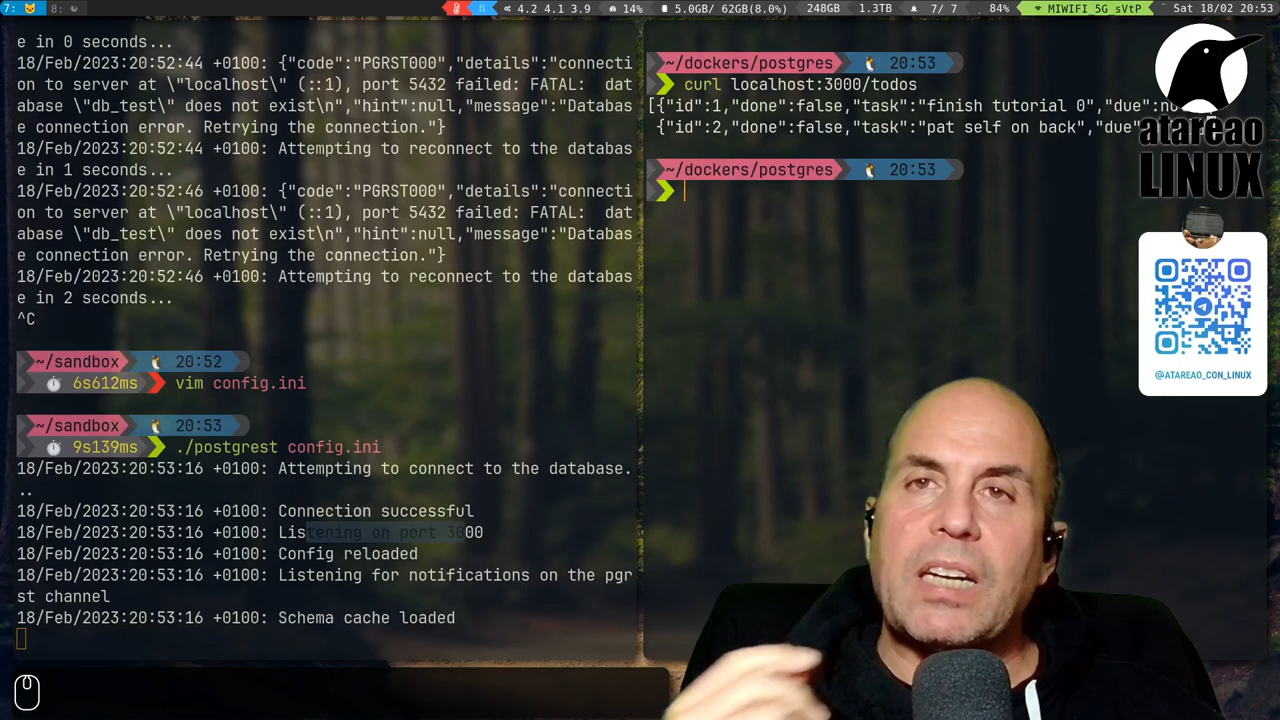 7: 8: 4.2 4.1 3.9 14% 5.0GB/ 62GB(8.0%) 248GB 1.3TB 7/ 7 84% MIWIFI 5G sVtP Sat 18/02 20:53
e in 0 seconds...
18/Feb/2023:20:52:44 +0100: {"code":"PGRST000","details":"connecti
on to server at \"localhost\" (::1), port 5432 failed: FATAL:  dat
abase \"db_test\" does not exist\n","hint":null,"message":"Databas
e connection error. Retrying the connection."}
18/Feb/2023:20:52:44 +0100: Attempting to reconnect to the databas
e in 1 seconds...
18/Feb/2023:20:52:46 +0100: {"code":"PGRST000","details":"connecti
on to server at \"localhost\" (::1), port 5432 failed: FATAL:  dat
abase \"db_test\" does not exist\n","hint":null,"message":"Databas
e connection error. Retrying the connection."}
18/Feb/2023:20:52:46 +0100: Attempting to reconnect to the databas
e in 2 seconds...
^C
~/sandbox 20:52
6s612ms vim config.ini
~/sandbox 20:53
9s139ms ./postgrest config.ini
18/Feb/2023:20:53:16 +0100: Attempting to connect to the database.
..
18/Feb/2023:20:53:16 +0100: Connection successful
18/Feb/2023:20:53:16 +0100: Listening on port 3000
18/Feb/2023:20:53:16 +0100: Config reloaded
18/Feb/2023:20:53:16 +0100: Listening for notifications on the pgr
st channel
18/Feb/2023:20:53:16 +0100: Schema cache loaded
~/dockers/postgres 20:53
curl localhost:3000/todos
[{"id":1,"done":false,"task":"finish tutorial 0","due":
{"id":2,"done":false,"task":"pat self on back","due"
~/dockers/postgres 20:53
atareao
LINUX
@ATAREAO_CON_LINUX